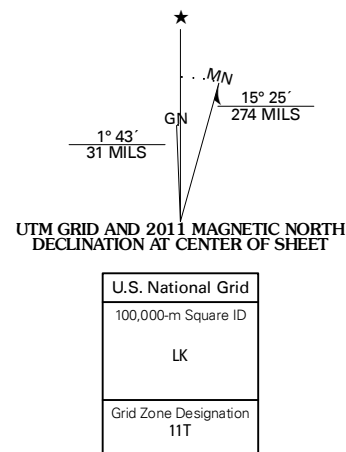 ★
MN
GN
15° 25´
274 MILS
1° 43´
31 MILS
UTM GRID AND 2011 MAGNETIC NORTH
DECLINATION AT CENTER OF SHEET
U.S. National Grid
100,000-m Square ID
LK
Grid Zone Designation
11T